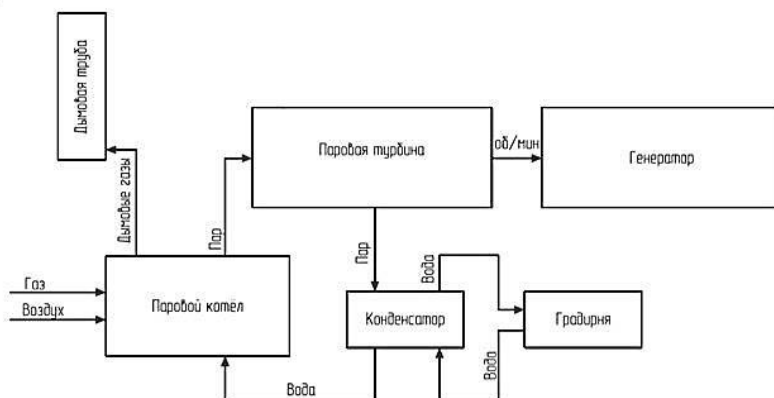 Дымовая труба
Паровая турбина
об/мин
Генератор
Дымовые газы
Пар
Пар
Вода
Газ
Воздух
Паровой котёл
Конденсатор
Градирня
Вода
Вода